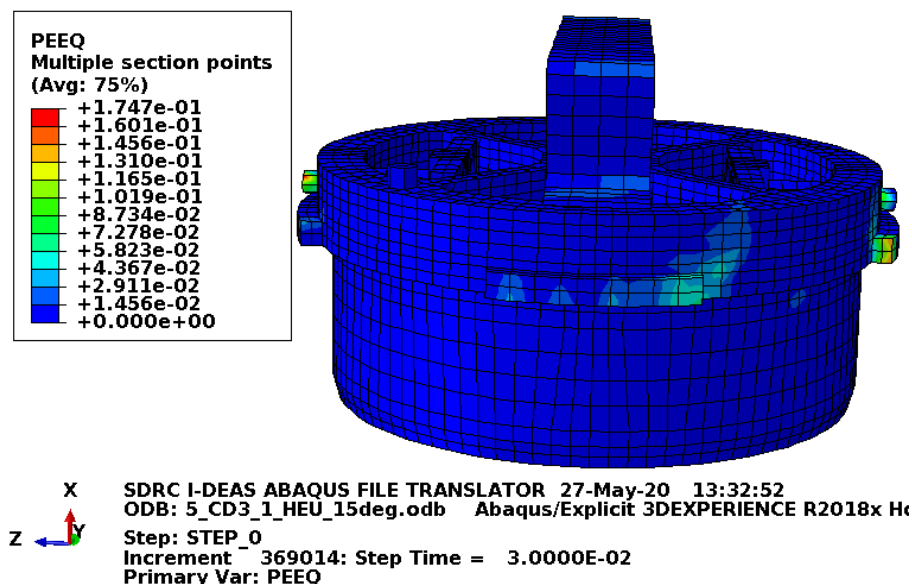 PEEQ
Multiple section points
(Avg: 75%)
+1.747e-01
+1.601e-01
+1.456e-01
+1.310e-01
+1.165e-01
+1.019e-01
+8.734e-02
+7.278e-02
+5.823e-02
+4.367e-02
+2.911e-02
+1.456e-02
+0.000e+00
X
Z
Y
SDRC I-DEAS ABAQUS FILE TRANSLATOR 27-May-20 13:32:52
ODB: 5_CD3_1_HEU_15deg.odb Abaqus/Explicit 3DEXPERIENCE R2018x Ho
Step: STEP_0
Increment 369014: Step Time = 3.0000E-02
Primary Var: PEEQ